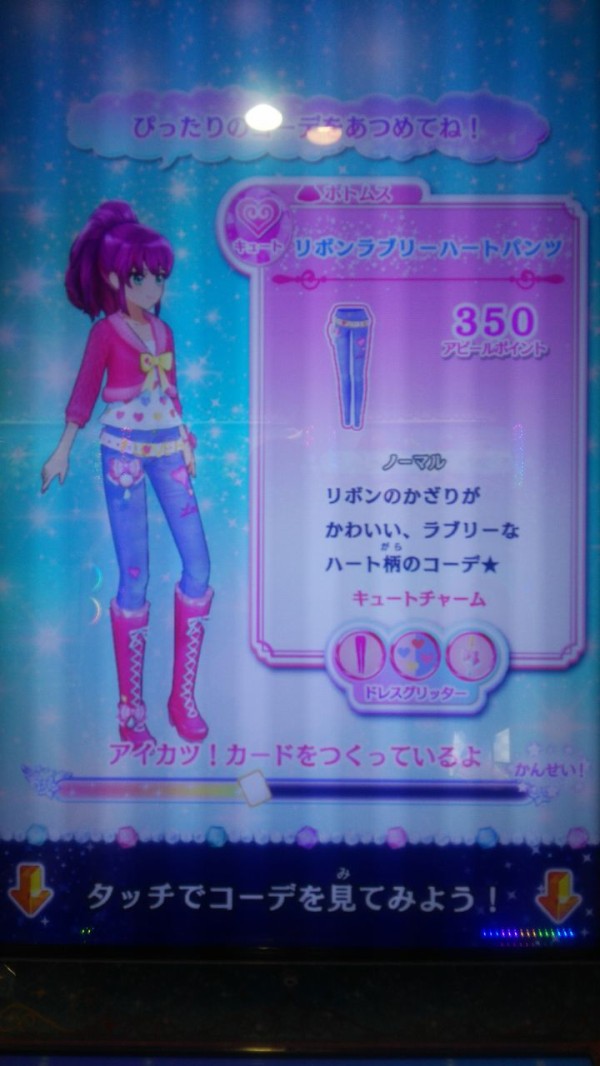 ぴったりのコーデをあつめてね！
ボトムス
キュート
リボンラブリーハートパンツ
350
アピールポイント
ノーマル
リボンのかざりが
かわいい、ラブリーな
がら
ハート柄のコーデ★
キュートチャーム
ドレスグリッター
アイカツ！カードをつくっているよ
かんせい！
み
タッチでコーデを見てみよう！